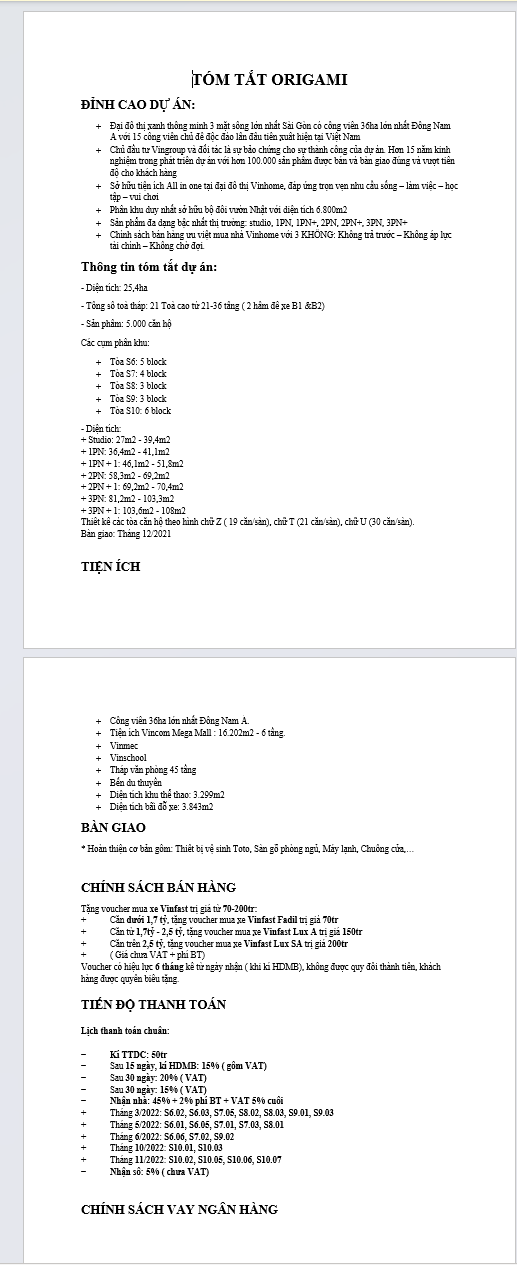 TÓM TẮT ORIGAMI
ĐỈNH CAO DỰ ÁN:
+ Đại đô thị xanh thông minh 3 mặt sông lớn nhất Sài Gòn có công viên 36ha lớn nhất Đông Nam
A với 15 công viên chủ đề độc đáo lần đầu tiên xuất hiện tại Việt Nam
+ Chủ đầu tư Vingroup và đối tác là sự bảo chứng cho sự thành công của dự án. Hơn 15 năm kinh
nghiệm trong phát triển dự án với hơn 100.000 sản phẩm được bán và bàn giao đúng và vượt tiến
độ cho khách hàng
+ Sở hữu tiện ích All in one tại đại đô thị Vinhome, đáp ứng trọn vẹn nhu cầu sống – làm việc – học
tập – vui chơi
+ Phân khu duy nhất sở hữu bộ đôi vườn Nhật với diện tích 6.800m2
+ Sản phẩm đa dạng bậc nhất thị trường: studio, 1PN, 1PN+, 2PN, 2PN+, 3PN, 3PN+
+ Chính sách bán hàng ưu việt mua nhà Vinhome với 3 KHÔNG: Không trả trước – Không áp lực
tài chính – Không chờ đợi.
Thông tin tóm tắt dự án:
- Diện tích: 25,4ha
- Tổng số toà tháp: 21 Toà cao từ 21-36 tầng ( 2 hầm để xe B1 &B2)
- Sản phẩm: 5.000 căn hộ
Các cụm phân khu:
+ Tòa S6: 5 block
+ Tòa S7: 4 block
+ Tòa S8: 3 block
+ Tòa S9: 3 block
+ Tòa S10: 6 block
- Diện tích:
+ Studio: 27m2 - 39,4m2
+ 1PN: 36,4m2 - 41,1m2
+ 1PN + 1: 46,1m2 - 51,8m2
+ 2PN: 58,3m2 - 69,2m2
+ 2PN + 1: 69,2m2 - 70,4m2
+ 3PN: 81,2m2 - 103,3m2
+ 3PN + 1: 103,6m2 - 108m2
Thiết kế các tòa căn hộ theo hình chữ Z ( 19 căn/sàn), chữ T (21 căn/sàn), chữ U (30 căn/sàn).
Bàn giao: Tháng 12/2021
TIỆN ÍCH
+ Công viên 36ha lớn nhất Đông Nam A.
+ Tiện ích Vincom Mega Mall : 16.202m2 - 6 tầng.
+ Vinmec
+ Vinschool
+ Tháp văn phòng 45 tầng
+ Bến du thuyền
+ Diện tích khu thể thao: 3.299m2
+ Diện tích bãi đỗ xe: 3.843m2
BÀN GIAO
* Hoàn thiện cơ bản gồm: Thiết bị vệ sinh Toto, Sàn gỗ phòng ngủ, Máy lạnh, Chuông cửa,...
CHÍNH SÁCH BÁN HÀNG
Tặng voucher mua xe Vinfast trị giá từ 70-200tr:
+ Căn dưới 1,7 tỷ, tặng voucher mua xe Vinfast Fadil trị giá 70tr
+ Căn từ 1,7tỷ - 2,5 tỷ, tặng voucher mua xe Vinfast Lux A trị giá 150tr
+ Căn trên 2,5 tỷ, tặng voucher mua xe Vinfast Lux SA trị giá 200tr
+ ( Giá chưa VAT + phí BT)
Voucher có hiệu lực 6 tháng kể từ ngày nhận ( khi kí HDMB), không được quy đổi thành tiền, khách
hàng được quyền biếu tặng.
TIẾN ĐỘ THANH TOÁN
Lịch thanh toán chuẩn:
– Kí TTDC: 50tr
– Sau 15 ngày, kí HDMB: 15% ( gồm VAT)
– Sau 30 ngày: 20% ( VAT)
– Sau 30 ngày: 15% ( VAT)
– Nhận nhà: 45% + 2% phí BT + VAT 5% cuối
+ Tháng 3/2022: S6.02, S6.03, S7.05, S8.02, S8.03, S9.01, S9.03
+ Tháng 5/2022: S6.01, S6.05, S7.01, S7.03, S8.01
+ Tháng 6/2022: S6.06, S7.02, S9.02
+ Tháng 10/2022: S10.01, S10.03
+ Tháng 11/2022: S10.02, S10.05, S10.06, S10.07
– Nhận sổ: 5% ( chưa VAT)
CHÍNH SÁCH VAY NGÂN HÀNG